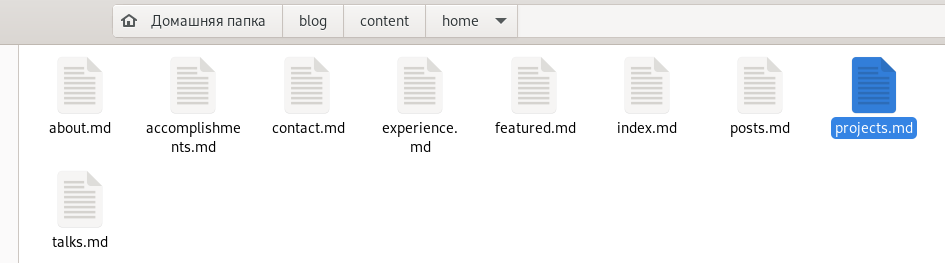 Домашняя папка blog content home
about.md accomplishme contact.md experience. featured.md index.md posts.md projects.md
nts.md md
talks.md